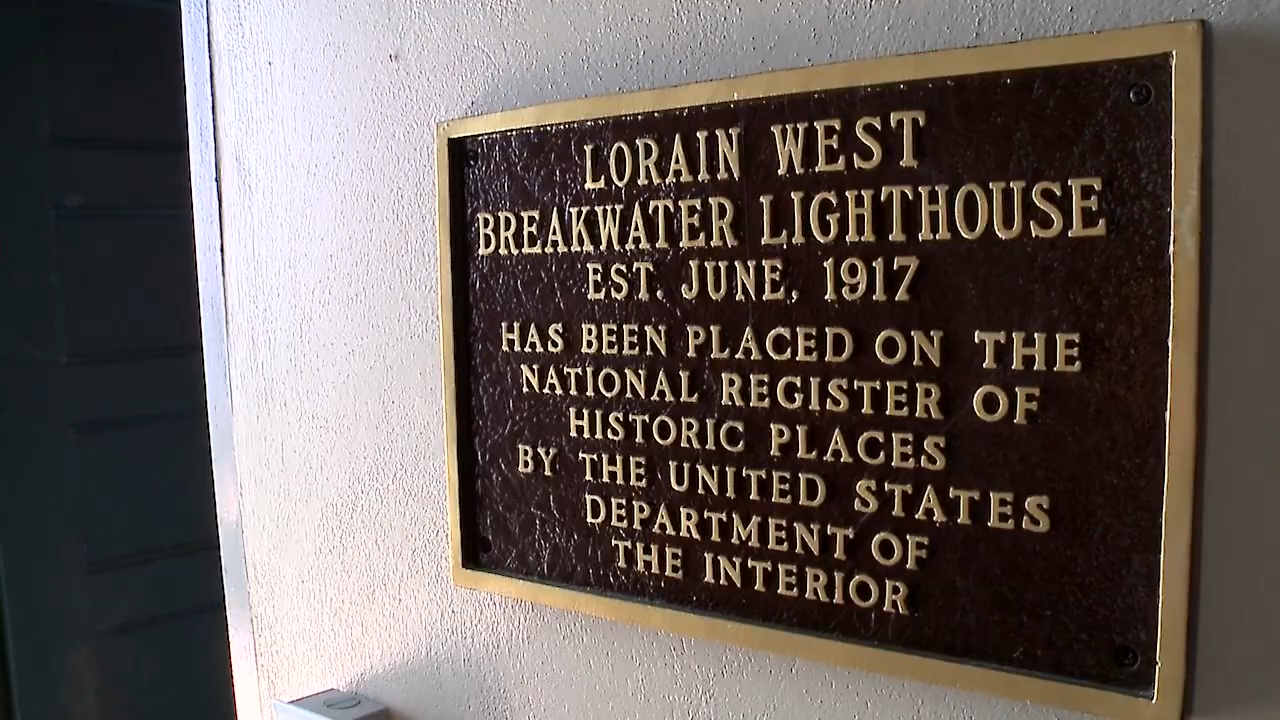 LORAIN WEST
BREAKWATER LIGHTHOUSE
EST. JUNE, 1917
HAS BEEN PLACED ON THE
NATIONAL REGISTER OF
HISTORIC PLACES
BY THE UNITED STATES
DEPARTMENT OF
THE INTERIOR